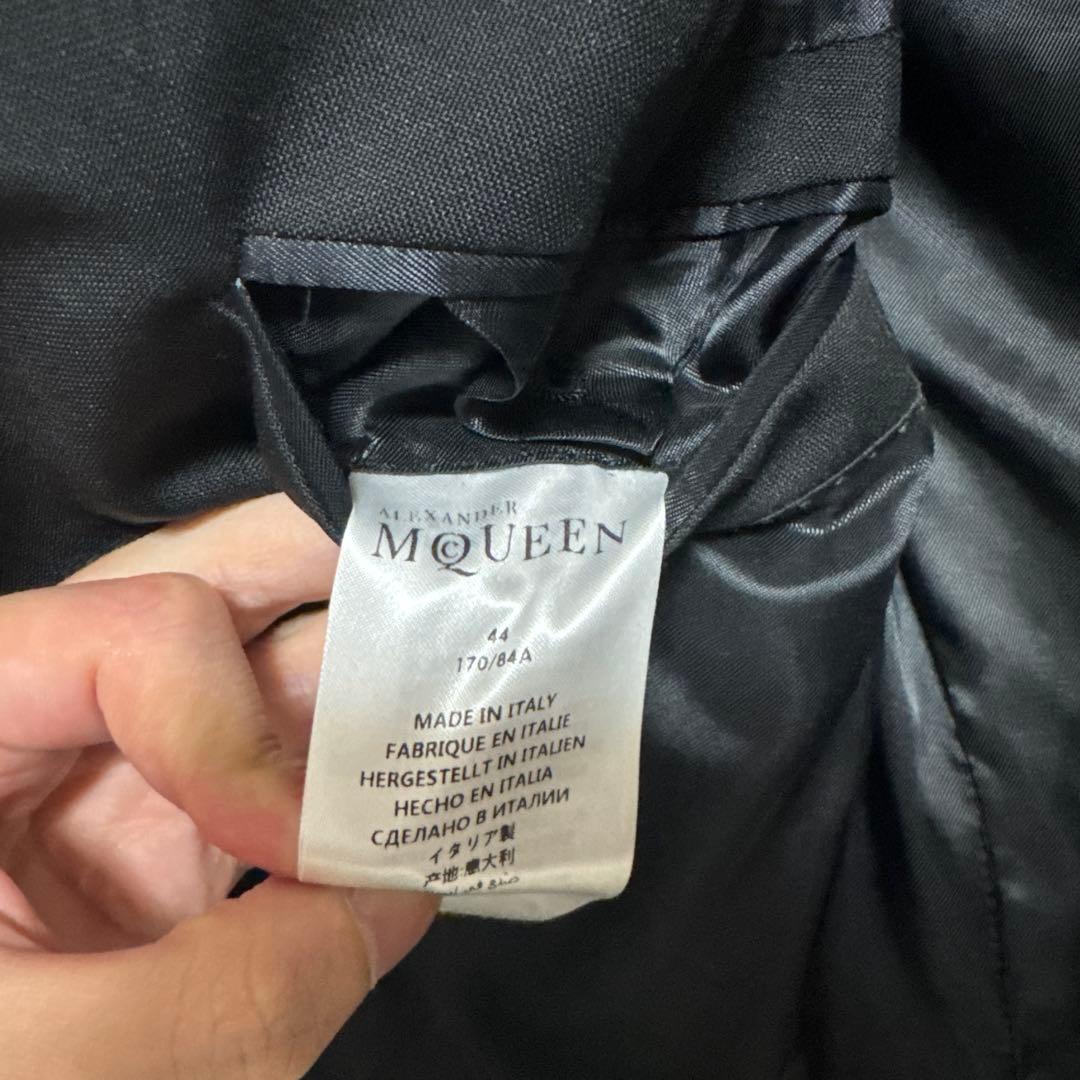 ALEXANDER
MCQUEEN
44
170/84A
MADE IN ITALY
FABRIQUE EN ITALIE
HERGESTELLT IN ITALIEN
HECHO EN ITALIA
СДЕЛАНО В ИТАЛИИ
イタリア製
产地:意大利